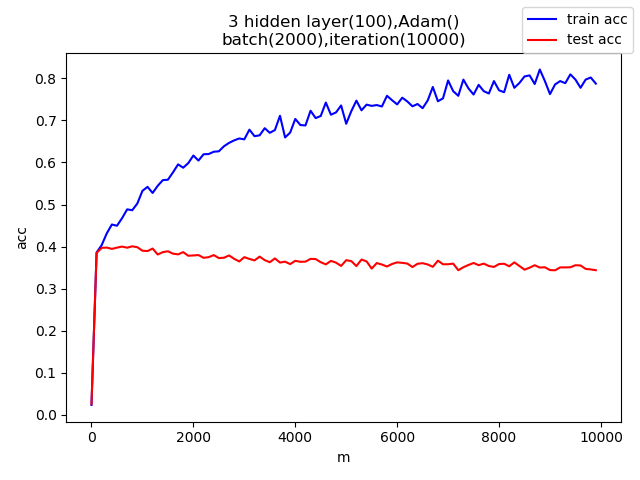 3 hidden layer(100),Adam()
batch(2000),iteration(10000)
train acc
test acc
acc
0.8
0.7
0.6
0.5
0.4
0.3
0.2
0.1
0.0
0
2000
4000
6000
8000
10000
m